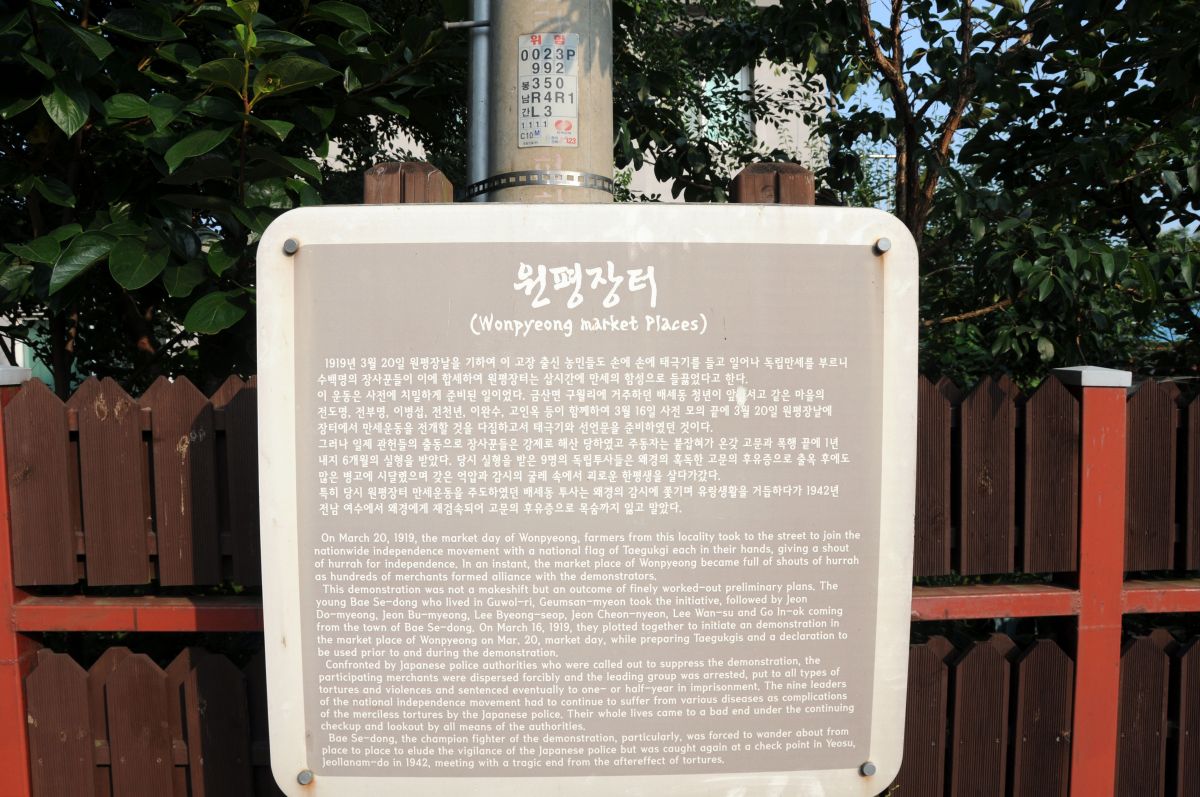 위험
0023P
992
봉350
남R4R1
간L3
1111
C10M
123
원평장터
(Wonpyeong market Places)
1919년 3월 20일 원평장날을 기하여 이 고장 출신 농민들도 손에 손에 태극기를 들고 일어나 독립만세를 부르니
수백명의 장사꾼들이 이에 합세하여 원평장터는 삽시간에 만세의 함성으로 들끓었다고 한다.
이 운동은 사전에 치밀하게 준비된 일이었다. 금산면 구월리에 거주하던 배세동 청년이 앞장서고 같은 마을의
전도명, 전부명, 이병섭, 전천년, 이완수, 고인옥 등이 함께하여 3월 16일 사전 모의 끝에 3월 20일 원평장날에
장터에서 만세운동을 전개할 것을 다짐하고서 태극기와 선언문을 준비하였던 것이다.
그러나 일제 관헌들의 출동으로 장사꾼들은 강제로 해산 당하였고 주동자는 붙잡혀가 온갖 고문과 폭행 끝에 1년
내지 6개월의 실형을 받았다. 당시 실형을 받은 9명의 독립투사들은 왜경의 혹독한 고문의 후유증으로 출옥 후에도
많은 병고에 시달렸으며 갖은 억압과 감시의 굴레 속에서 괴로운 한평생을 살다가갔다.
특히 당시 원평장터 만세운동을 주도하였던 배세동 투사는 왜경의 감시에 쫓기며 유랑생활을 거듭하다가 1942년
전남 여수에서 왜경에게 재검속되어 고문의 후유증으로 목숨까지 잃고 말았다.
On March 20, 1919, the market day of Wonpyeong, farmers from this locality took to the street to join the
nationwide independence movement with a national flag of Taegukgi each in their hands, giving a shout
of hurrah for independence. In an instant, the market place of Wonpyeong became full of shouts of hurrah
as hundreds of merchants formed alliance with the demonstrators.
This demonstration was not a makeshift but an outcome of finely worked-out preliminary plans. The
young Bae Se-dong who lived in Guwol-ri, Geumsan-myeon took the initiative, followed by Jeon
Do-myeong, Jeon Bu-myeong, Lee Byeong-seop, Jeon Cheon-nyeon, Lee Wan-su and Go In-ok coming
from the town of Bae Se-dong. On March 16, 1919, they plotted together to initiate an demonstration in
the market place of Wonpyeong on Mar. 20, market day, while preparing Taegukgis and a declaration to
be used prior to and during the demonstration.
Confronted by Japanese police authorities who were called out to suppress the demonstration, the
participating merchants were dispersed forcibly and the leading group was arrested, put to all types of
tortures and violences and sentenced eventually to one- or half-year in imprisonment. The nine leaders
of the national independence movement had to continue to suffer from various diseases as complications
of the merciless tortures by the Japanese police. Their whole lives came to a bad end under the continuing
checkup and lookout by all means of the authorities.
Bae Se-dong, the champion fighter of the demonstration, particularly, was forced to wander about from
place to place to elude the vigilance of the Japanese police but was caught again at a check point in Yeosu,
Jeollanam-do in 1942, meeting with a tragic end from the aftereffect of tortures.